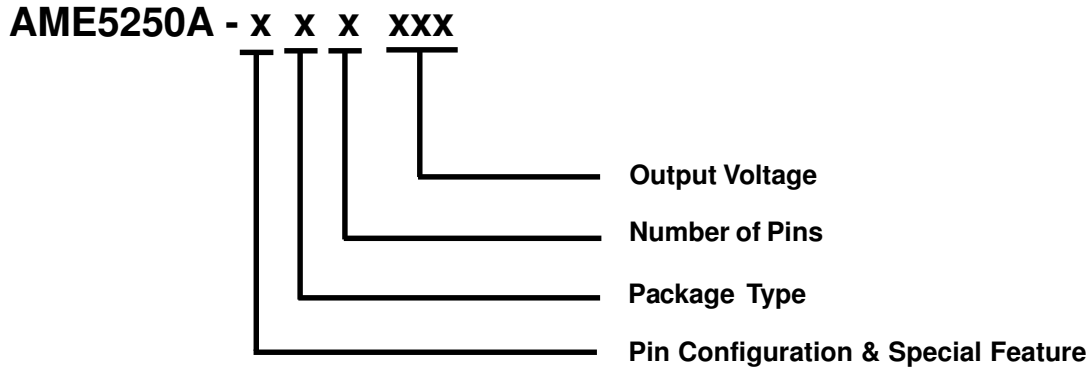 AME5250A - x x x xxx
Output Voltage
Number of Pins
Package Type
Pin Configuration & Special Feature